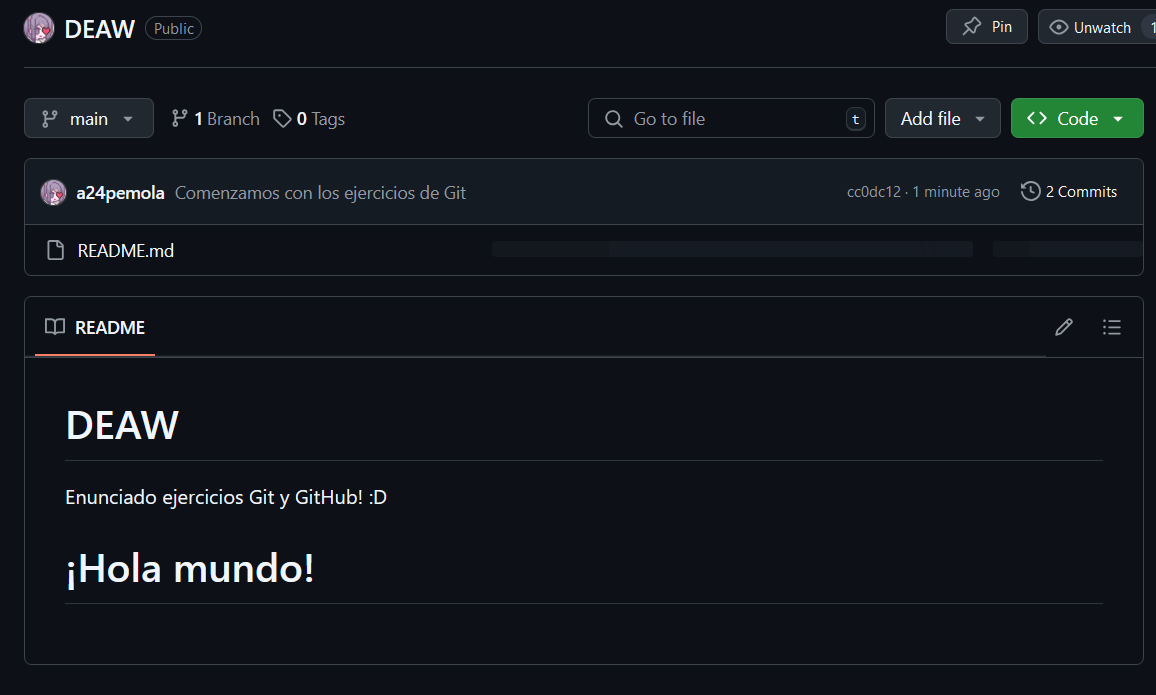 DEAW Public Pin Unwatch 1
main 1 Branch 0 Tags Go to file t Add file Code
a24pemola Comenzamos con los ejercicios de Git cc0dc12 · 1 minute ago 2 Commits
README.md
README
DEAW
Enunciado ejercicios Git y GitHub! :D
¡Hola mundo!